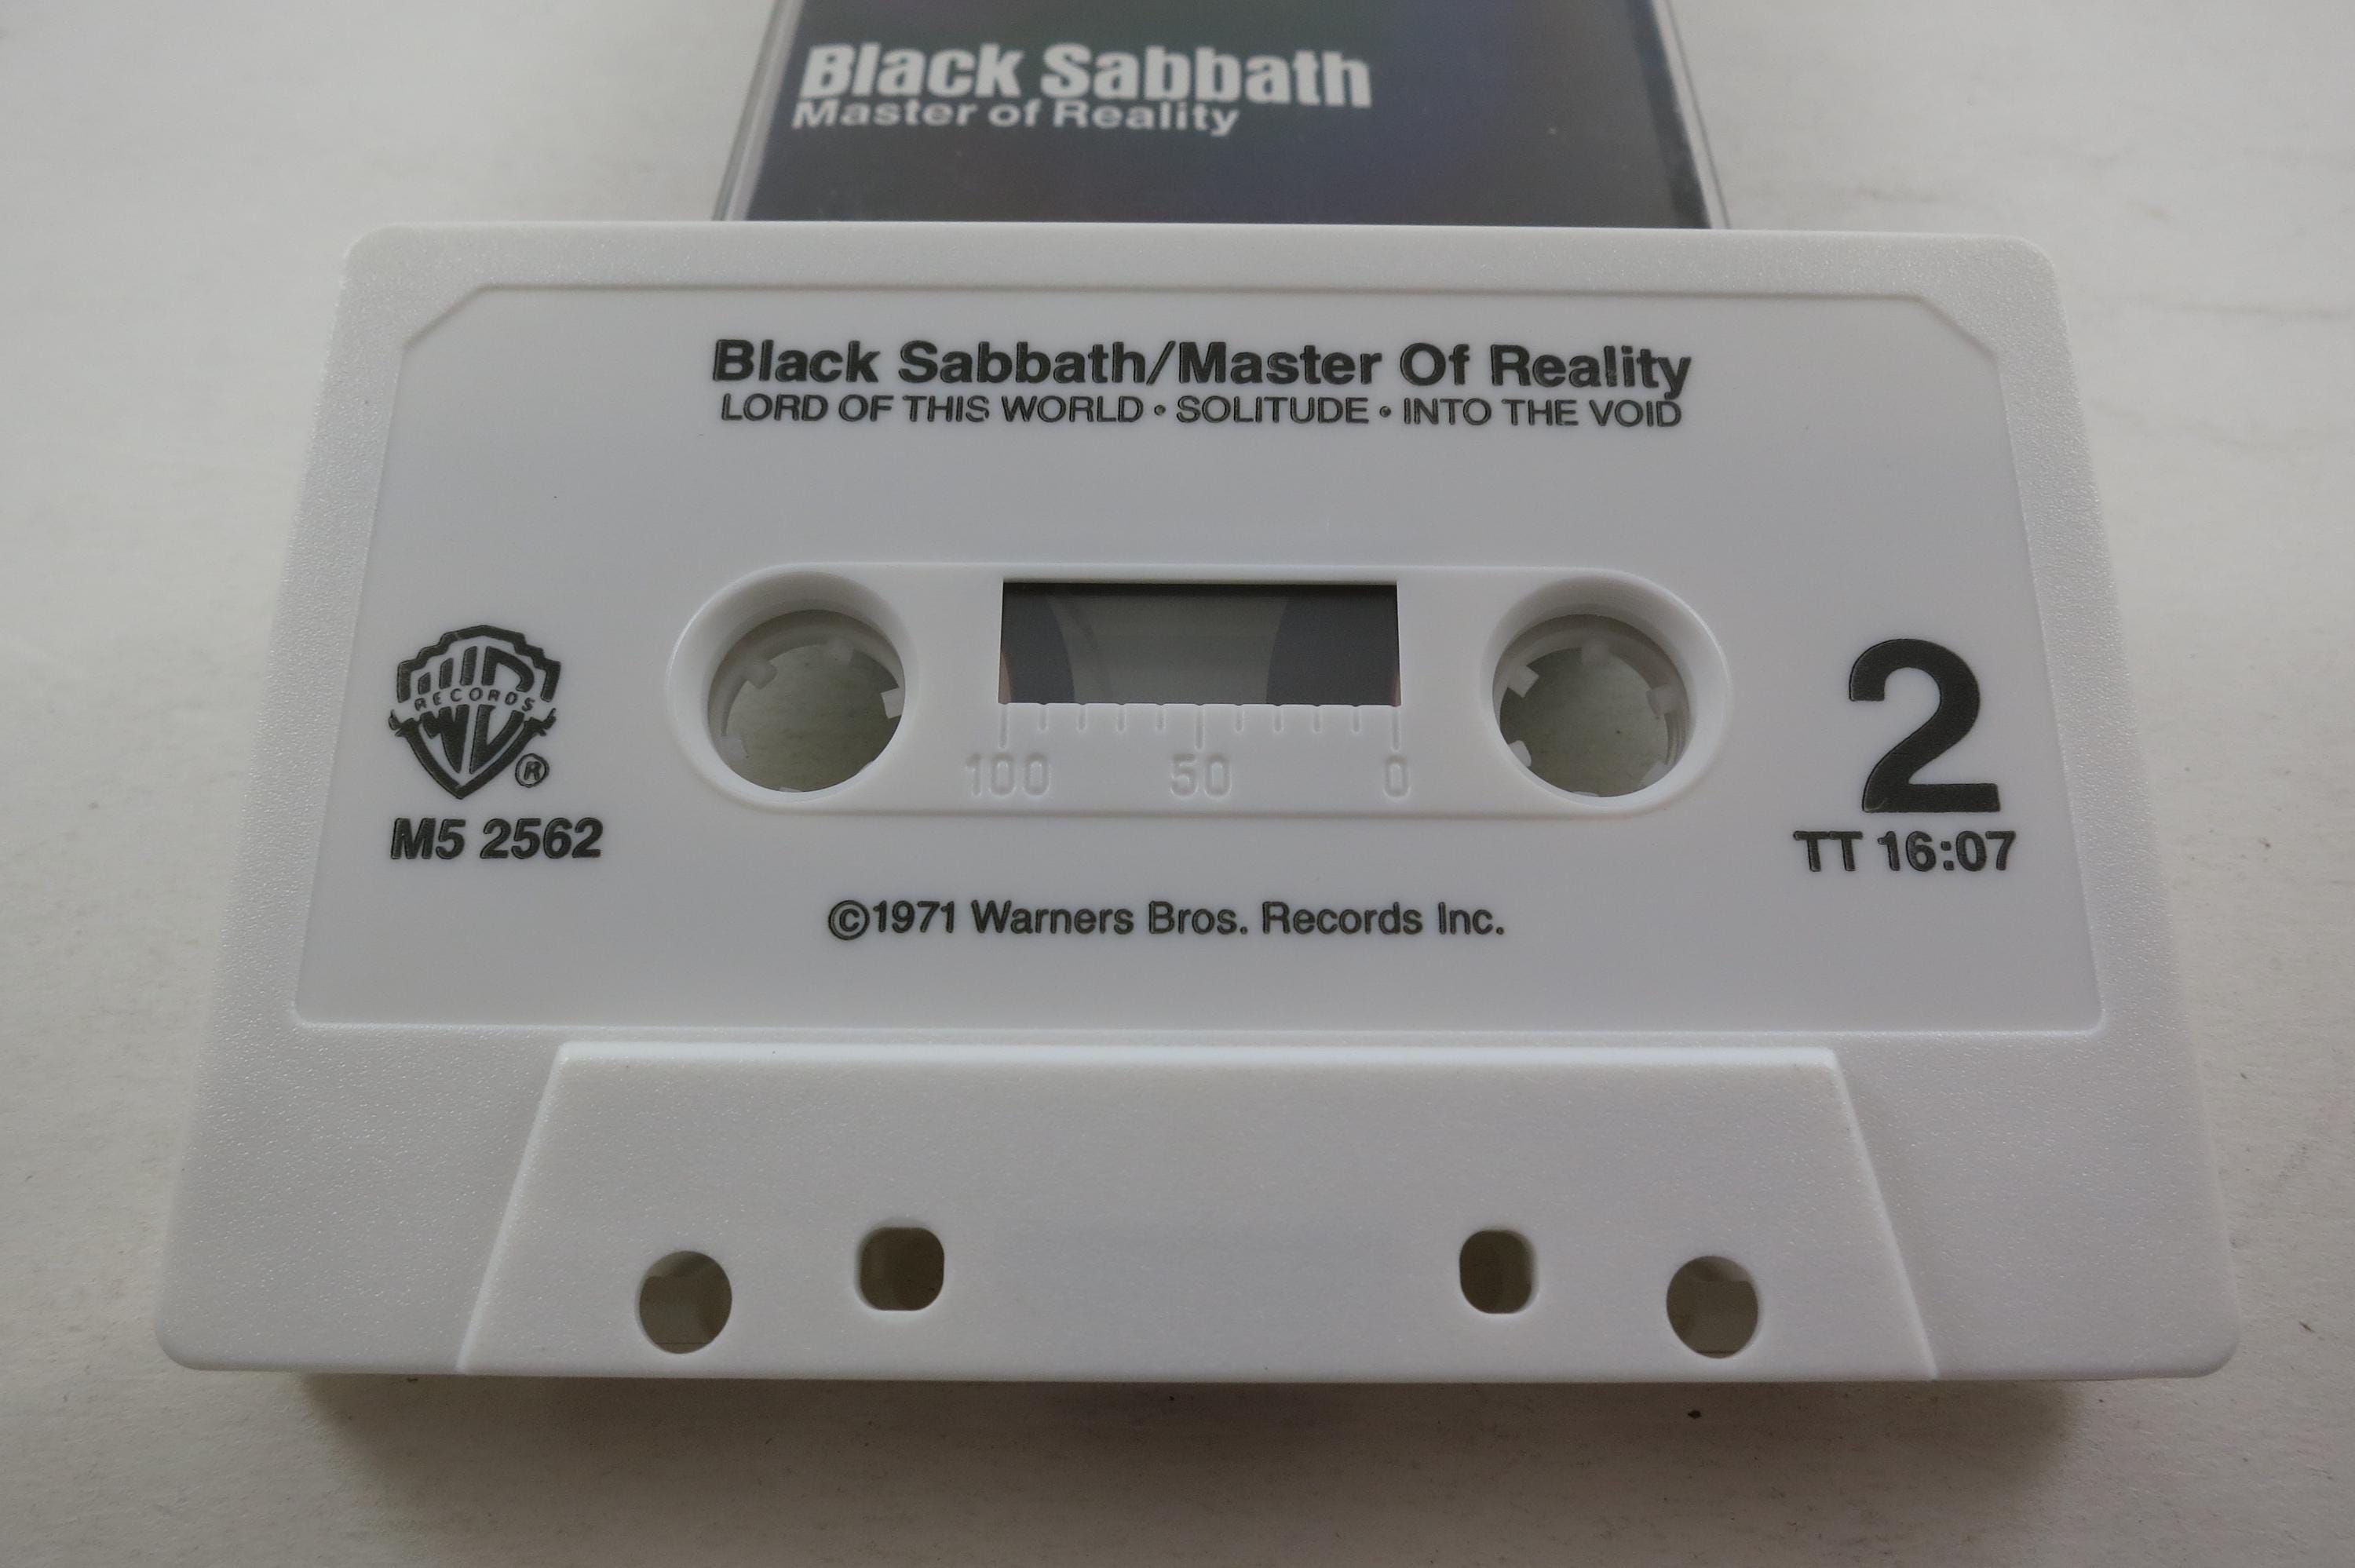 Black Sabbath
Master of Reality
Black Sabbath/Master Of Reality
LORD OF THIS WORLD • SOLITUDE • INTO THE VOID
RECORDS
®
M5 2562
100 50 0
2
TT 16:07
©1971 Warners Bros. Records Inc.